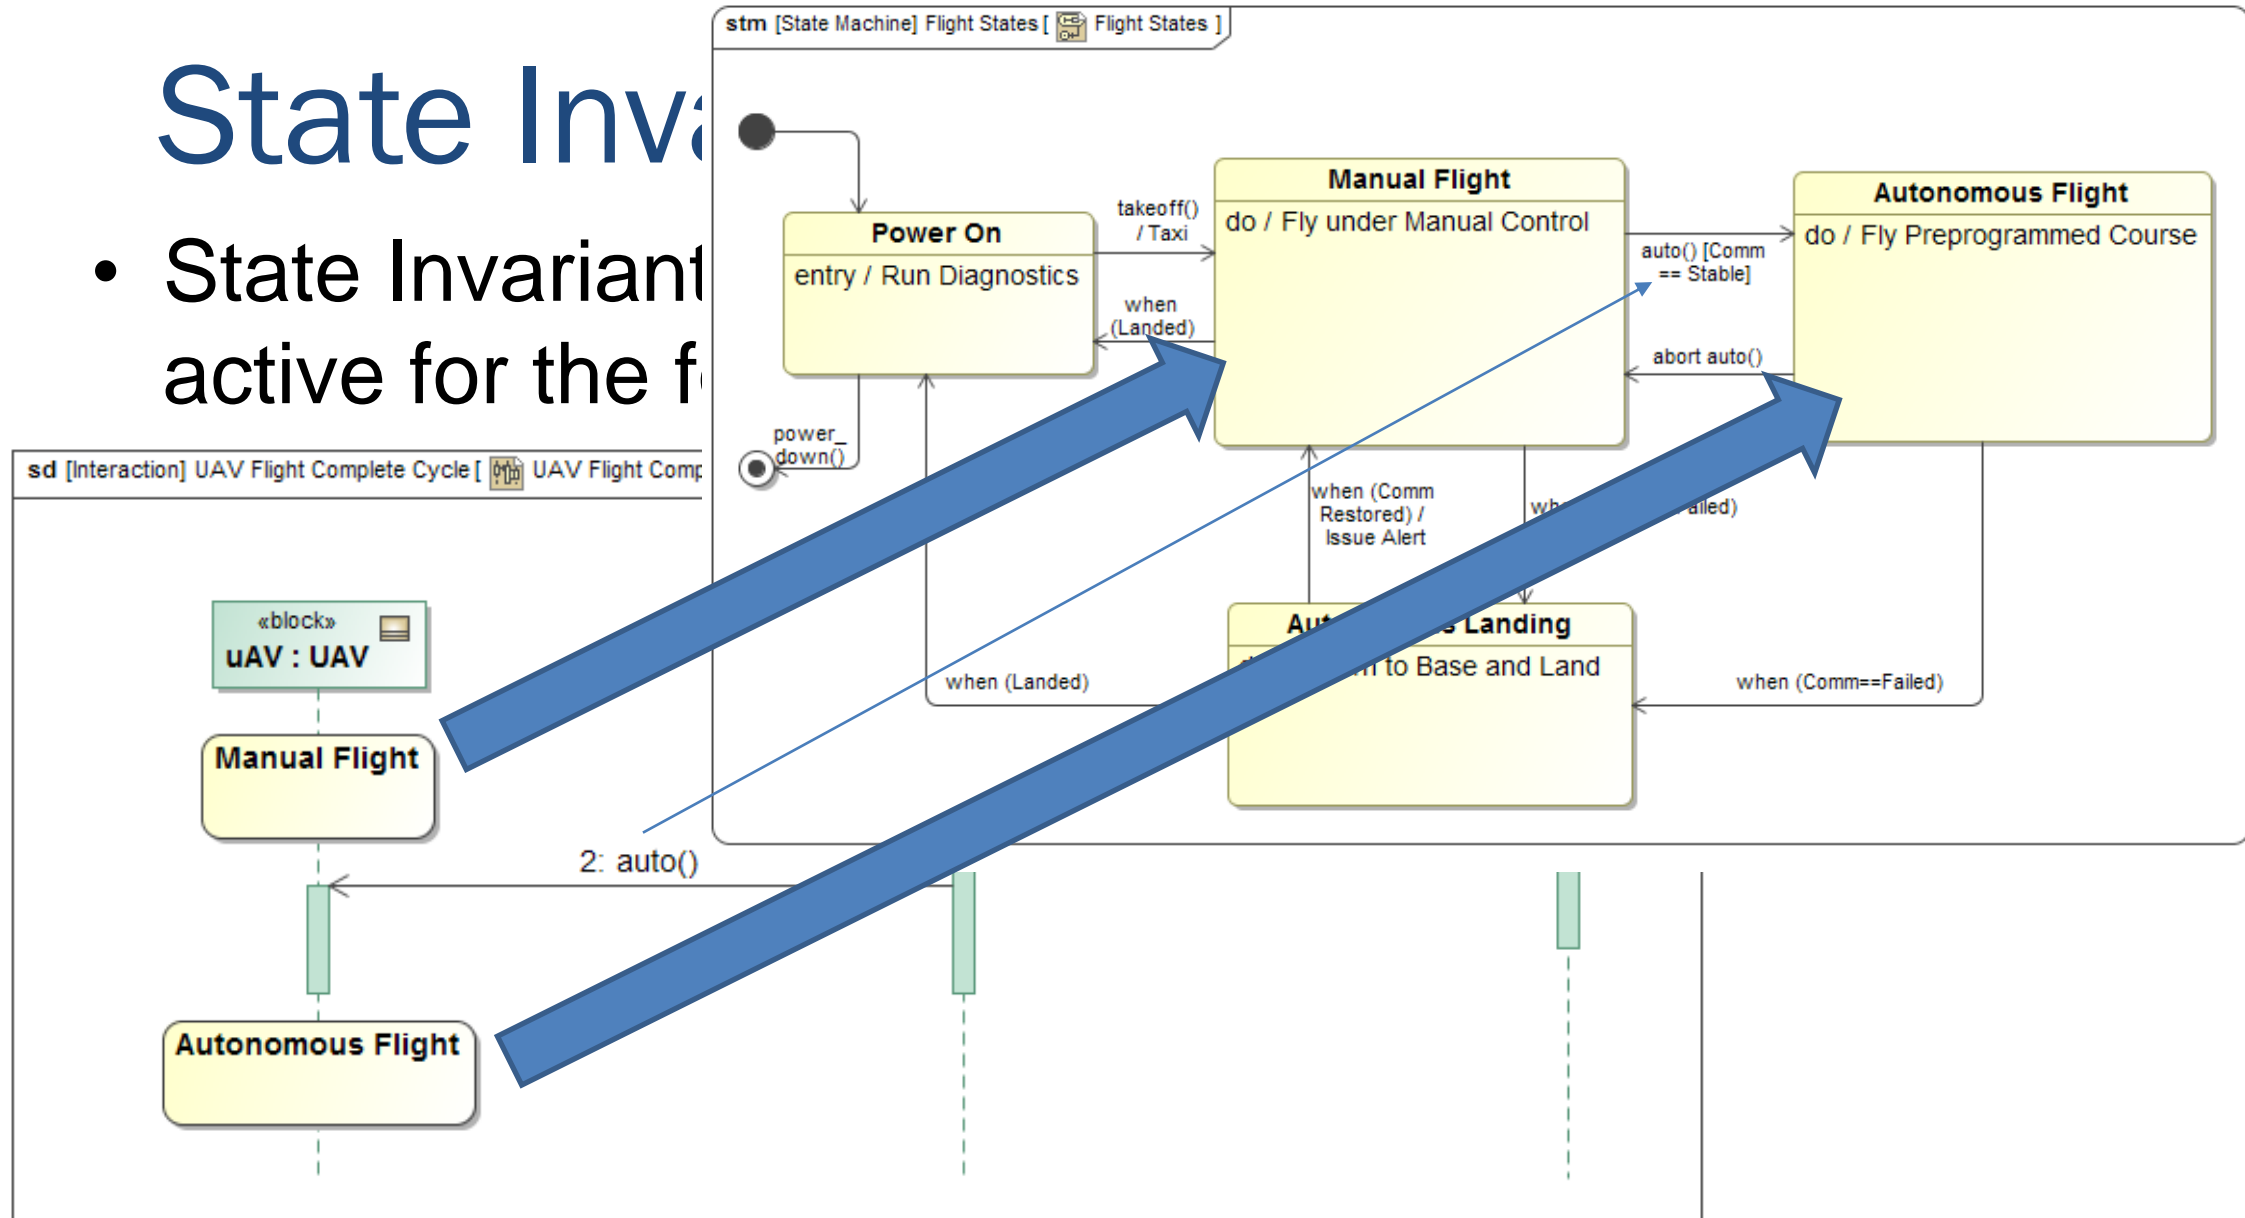 State Inv
• State Invariant
active for the f
stm [State Machine] Flight States [ Flight States ]
Power On
entry / Run Diagnostics
takeoff()
/ Taxi
when
(Landed)
Manual Flight
do / Fly under Manual Control
auto() [Comm
== Stable]
abort auto()
Autonomous Flight
do / Fly Preprogrammed Course
power_
down()
when (Comm
Restored) /
Issue Alert
Landing
to Base and Land
when (Landed)
when (Comm==Failed)
sd [Interaction] UAV Flight Complete Cycle [ UAV Flight Comp
«block»
uAV : UAV
Manual Flight
2: auto()
Autonomous Flight